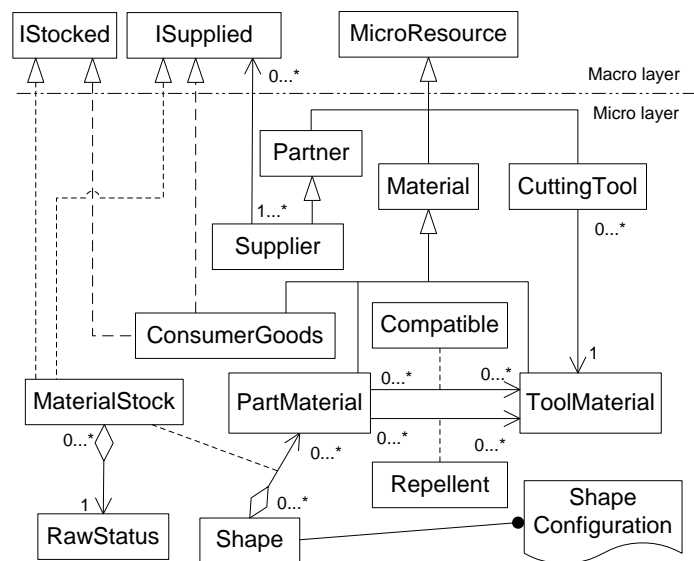 IStocked
ISupplied
MicroResource
0...*
Macro layer
Micro layer
Partner
Material
CuttingTool
1...*
0...*
Supplier
ConsumerGoods
Compatible
1
MaterialStock
PartMaterial
0...*
0...*
ToolMaterial
0...*
0...*
0...*
0...*
Repellent
0...*
1
RawStatus
Shape
Shape
Configuration